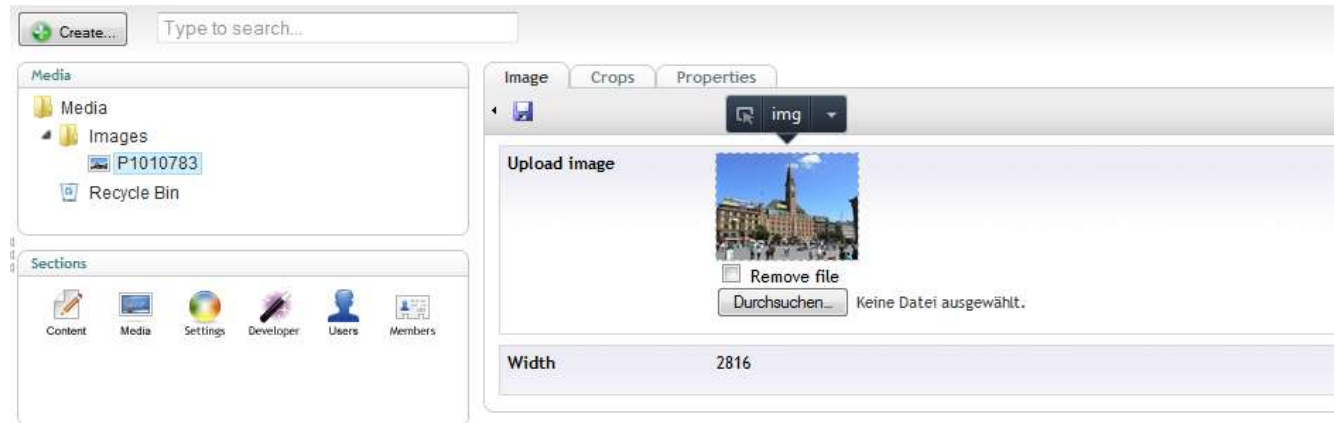 Create...
Type to search...
Media
Media
Images
P1010783
Recycle Bin
Sections
Content Media Settings Developer Users Members
Image Crops Properties
img
Upload image
Remove file
Durchsuchen... Keine Datei ausgewählt.
Width 2816